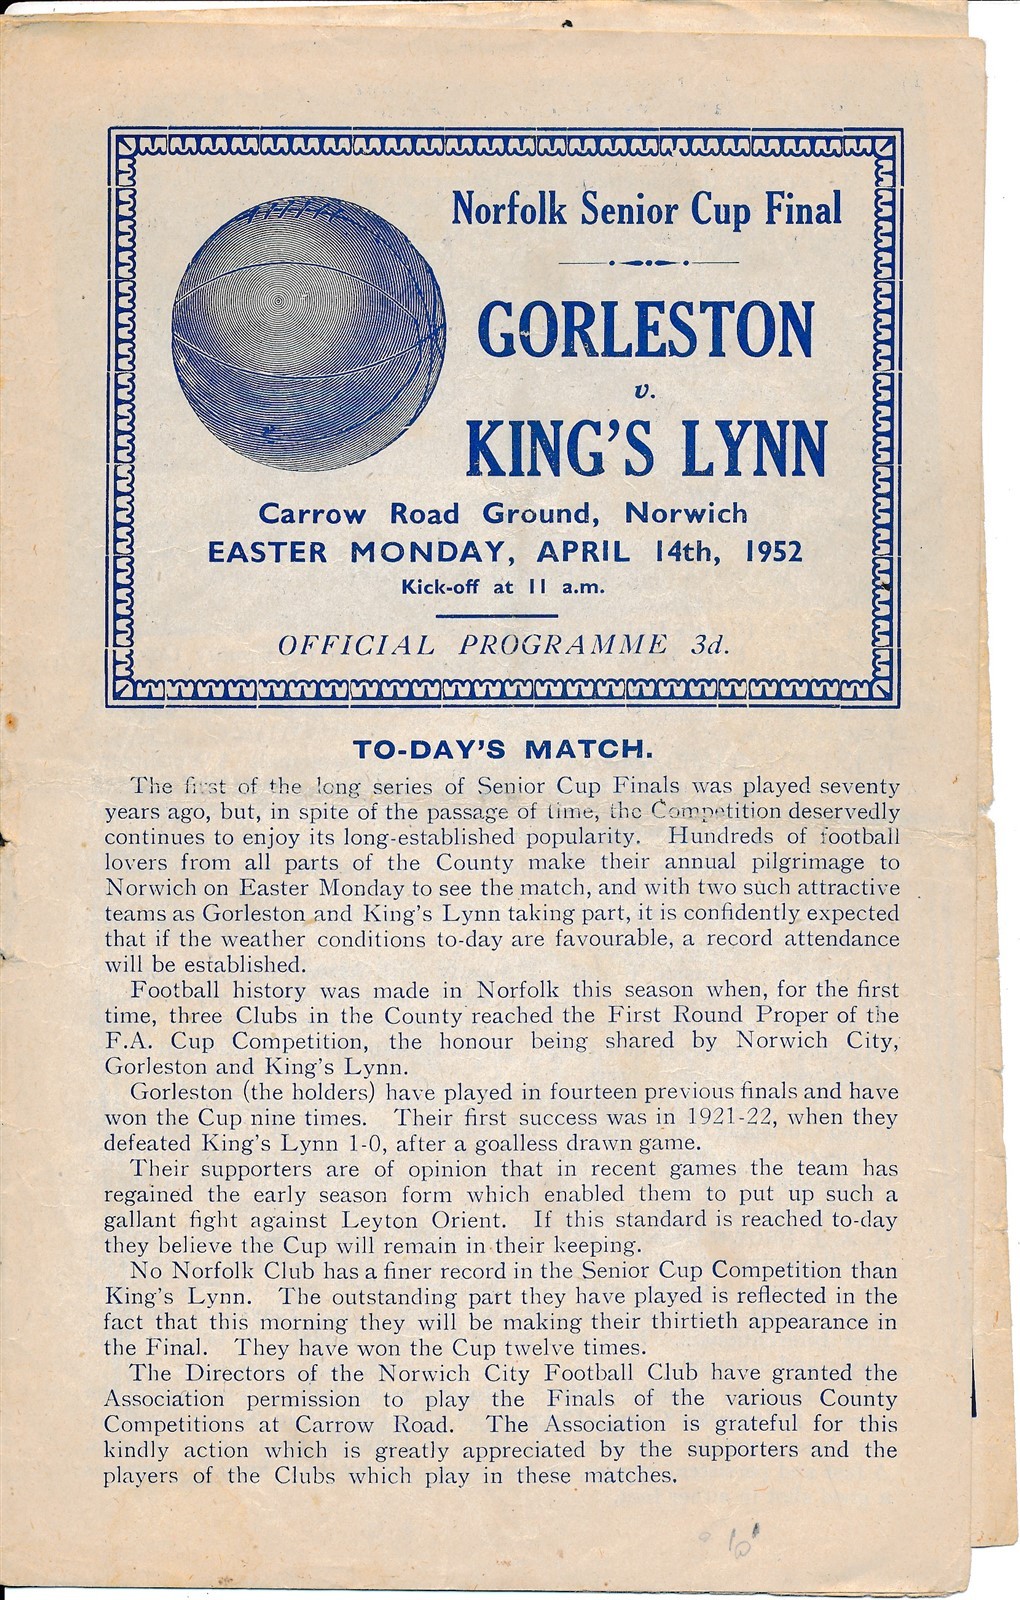 Norfolk Senior Cup Final
GORLESTON
v.
KING'S LYNN
Carrow Road Ground, Norwich
EASTER MONDAY, APRIL 14th, 1952
Kick-off at 11 a.m.
OFFICIAL PROGRAMME 3d.
TO-DAY'S MATCH.
The first of the long series of Senior Cup Finals was played seventy
years ago, but, in spite of the passage of time, the Competition deservedly
continues to enjoy its long-established popularity. Hundreds of football
lovers from all parts of the County make their annual pilgrimage to
Norwich on Easter Monday to see the match, and with two such attractive
teams as Gorleston and King's Lynn taking part, it is confidently expected
that if the weather conditions to-day are favourable, a record attendance
will be established.
Football history was made in Norfolk this season when, for the first
time, three Clubs in the County reached the First Round Proper of the
F.A. Cup Competition, the honour being shared by Norwich City,
Gorleston and King's Lynn.
Gorleston (the holders) have played in fourteen previous finals and have
won the Cup nine times. Their first success was in 1921-22, when they
defeated King's Lynn 1-0, after a goalless drawn game.
Their supporters are of opinion that in recent games the team has
regained the early season form which enabled them to put up such a
gallant fight against Leyton Orient. If this standard is reached to-day
they believe the Cup will remain in their keeping.
No Norfolk Club has a finer record in the Senior Cup Competition than
King's Lynn. The outstanding part they have played is reflected in the
fact that this morning they will be making their thirtieth appearance in
the Final. They have won the Cup twelve times.
The Directors of the Norwich City Football Club have granted the
Association permission to play the Finals of the various County
Competitions at Carrow Road. The Association is grateful for this
kindly action which is greatly appreciated by the supporters and the
players of the Clubs which play in these matches.